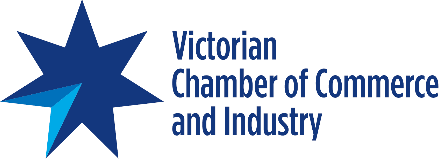 Victorian
Chamber of Commerce
and Industry